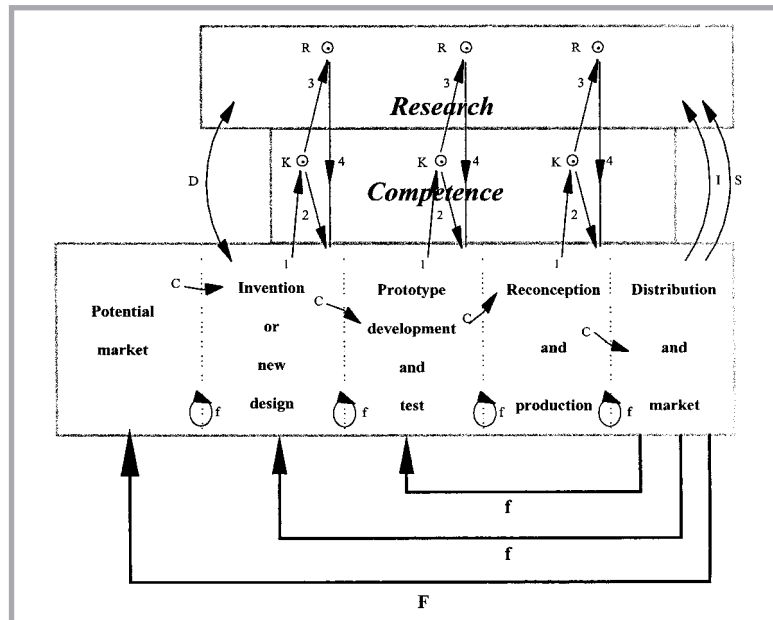 R R R
3 3 3
Research
K K K
4 4 4
D
Competence
I S
2 2 2
1 1 1
C
Invention
Prototype
Reconception
Distribution
C
C
Potential
or
development
C
and
and
market
new
and
design
test
production
market
f f f f
f
f
F